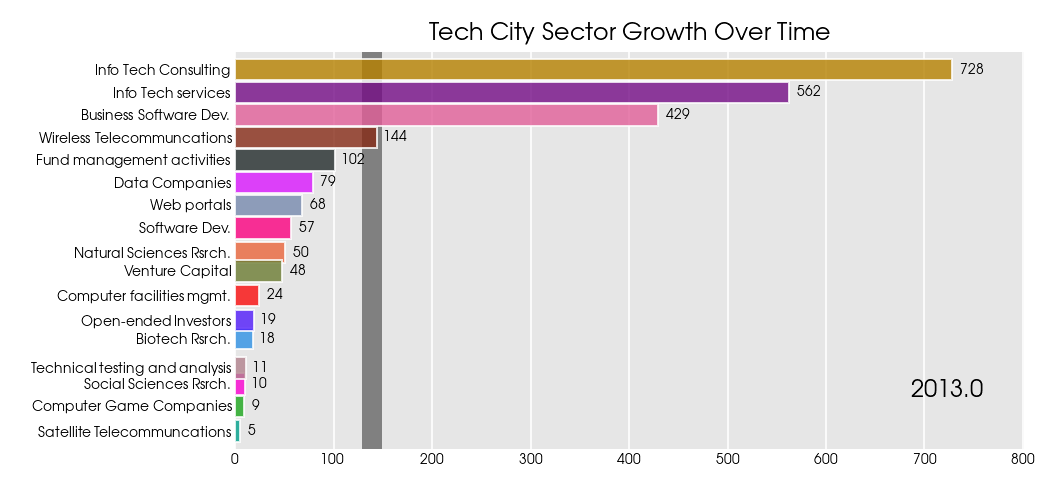 Tech City Sector Growth Over Time
Info Tech Consulting 728
Info Tech services 562
Business Software Dev. 429
Wireless Telecommuncations 144
Fund management activities 102
Data Companies 79
Web portals 68
Software Dev. 57
Natural Sciences Rsrch. 50
Venture Capital 48
Computer facilities mgmt. 24
Open-ended Investors 19
Biotech Rsrch. 18
Technical testing and analysis 11
Social Sciences Rsrch. 10
Computer Game Companies 9
Satellite Telecommuncations 5
2013.0
0 100 200 300 400 500 600 700 800